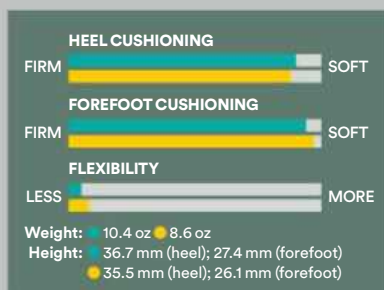 HEEL CUSHIONING
FIRM SOFT
FOREFOOT CUSHIONING
FIRM SOFT
FLEXIBILITY
LESS MORE
Weight: 10.4 oz 8.6 oz
Height: 36.7 mm (heel); 27.4 mm (forefoot)
35.5 mm (heel); 26.1 mm (forefoot)